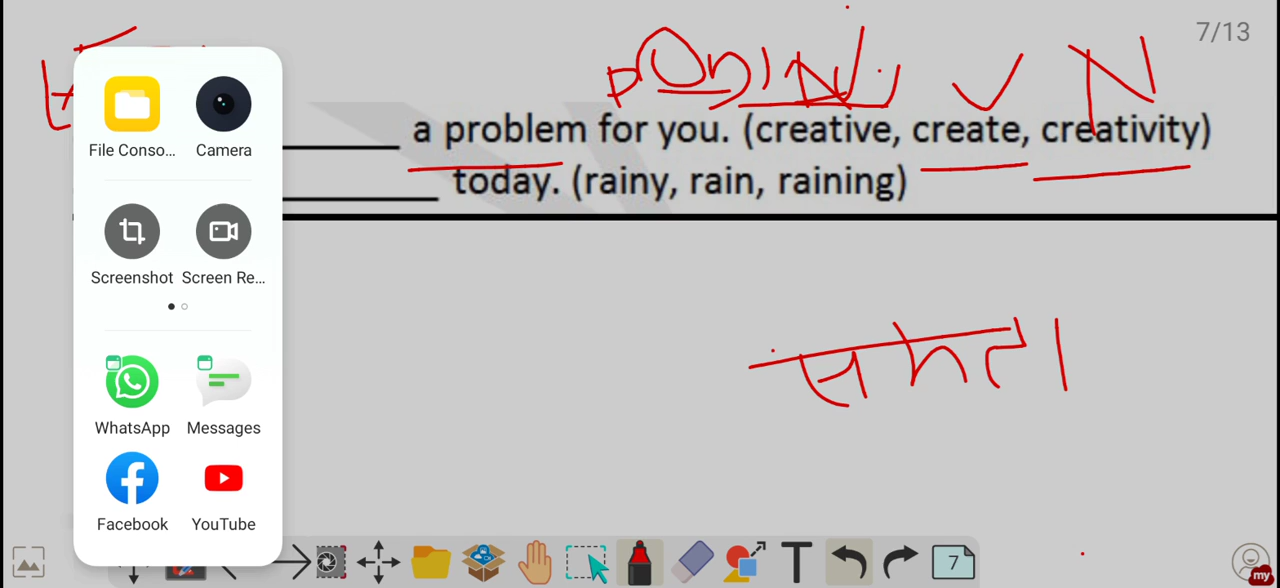 7/13
N
a problem for you. (creative, create, creativity)
today. (rainy, rain, raining)
File Conso... Camera
Screenshot Screen Re...
WhatsApp Messages
Facebook YouTube
T 7
my